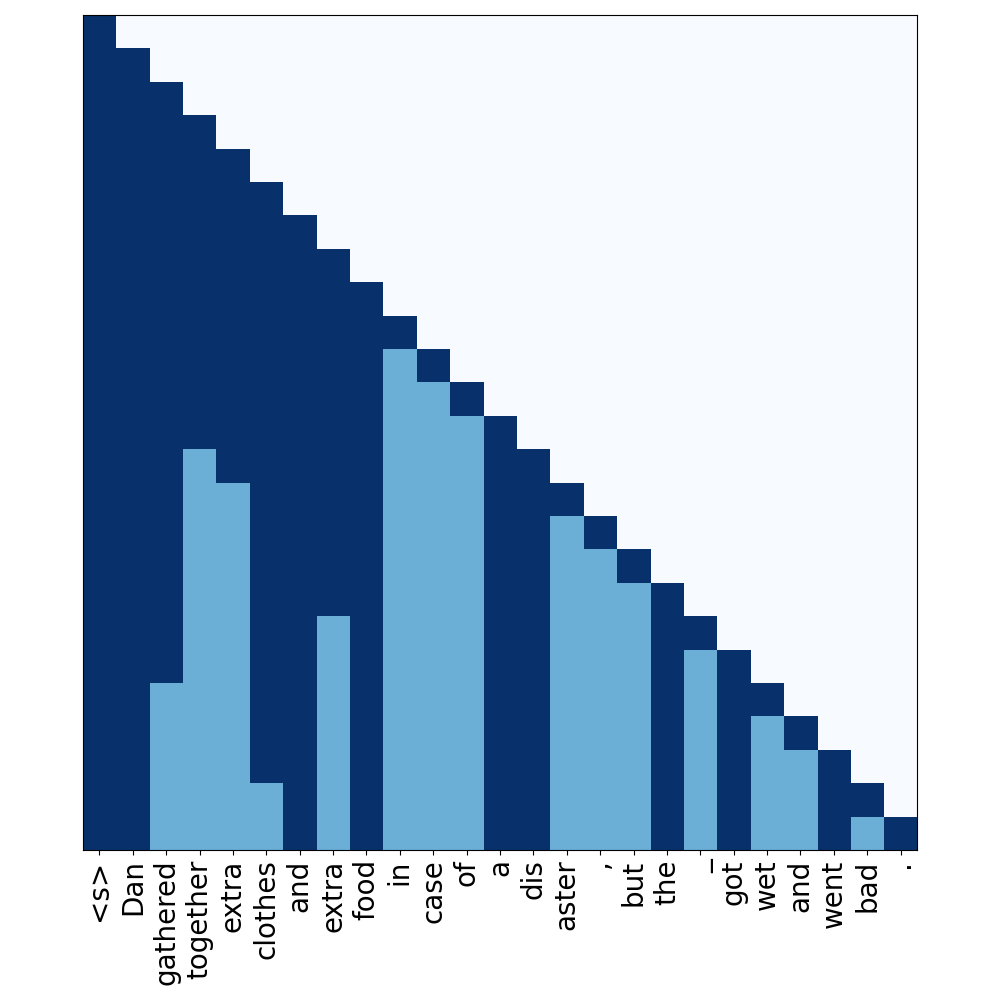 <s>
Dan
gathered
together
extra
clothes
and
extra
food
in
case
of
a
dis
aster
,
but
the
_
got
wet
and
went
bad
.